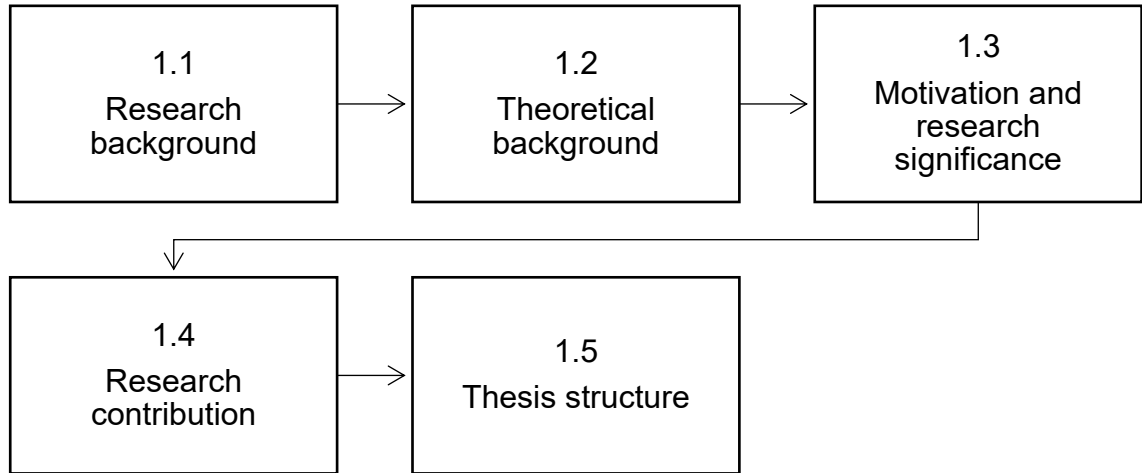 1.1
Research
background
1.2
Theoretical
background
1.3
Motivation and
research
significance
1.4
Research
contribution
1.5
Thesis structure